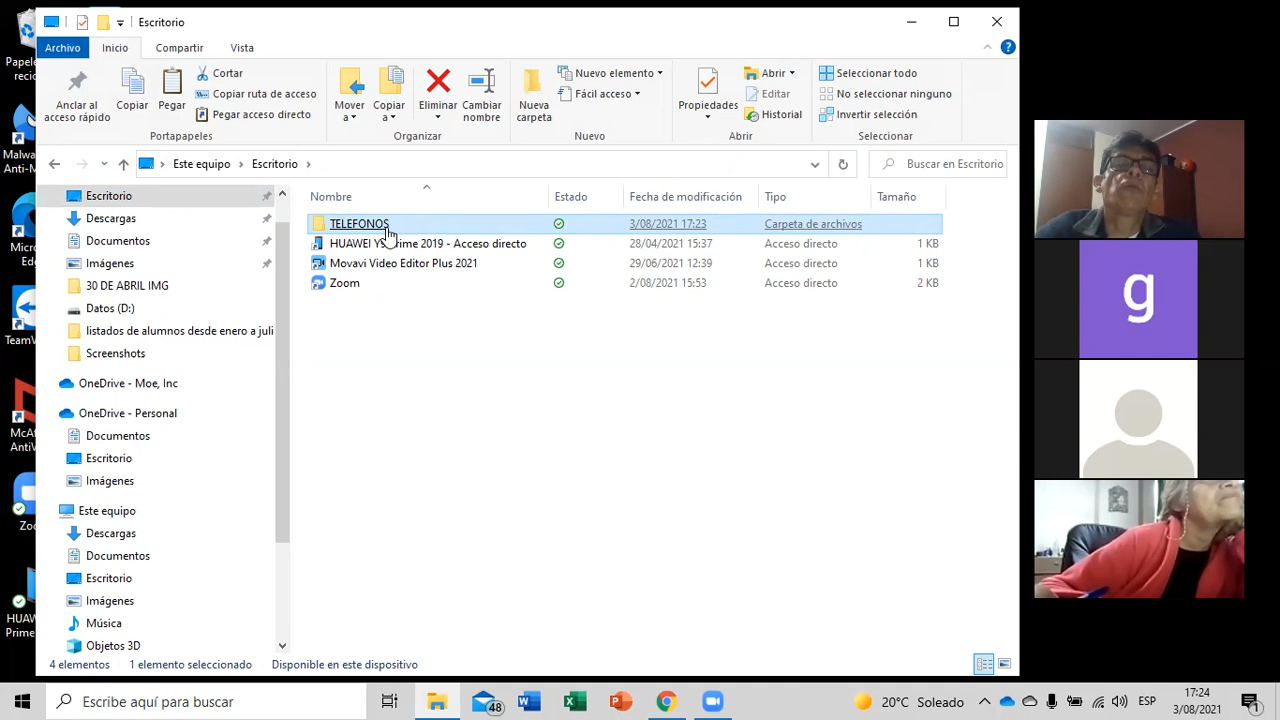 Escritorio
Archivo Inicio Compartir Vista
Anclar al acceso rápido
Copiar
Pegar
Cortar
Copiar ruta de acceso
Pegar acceso directo
Portapapeles
Mover a
Copiar a
Eliminar
Cambiar nombre
Organizar
Nueva carpeta
Nuevo elemento
Fácil acceso
Nuevo
Propiedades
Abrir
Editar
Historial
Abrir
Seleccionar todo
No seleccionar ninguno
Invertir selección
Seleccionar
Este equipo > Escritorio >
Buscar en Escritorio
Nombre Estado Fecha de modificación Tipo Tamaño
TELEFONOS 3/08/2021 17:23 Carpeta de archivos
28/04/2021 15:37 Acceso directo 1 KB
Movavi Video Editor Plus 2021 29/06/2021 12:39 Acceso directo 1 KB
Zoom 2/08/2021 15:53 Acceso directo 2 KB
Escritorio
Descargas
Documentos
Imágenes
30 DE ABRIL IMG
Datos (D:)
listados de alumnos desde enero a juli
Screenshots
OneDrive - Moe, Inc
OneDrive - Personal
Documentos
Escritorio
Imágenes
Este equipo
Descargas
Documentos
Escritorio
Imágenes
Música
Objetos 3D
4 elementos 1 elemento seleccionado Disponible en este dispositivo
g
Escribe aquí para buscar
48
20°C Soleado
ESP
17:24
3/08/2021
1